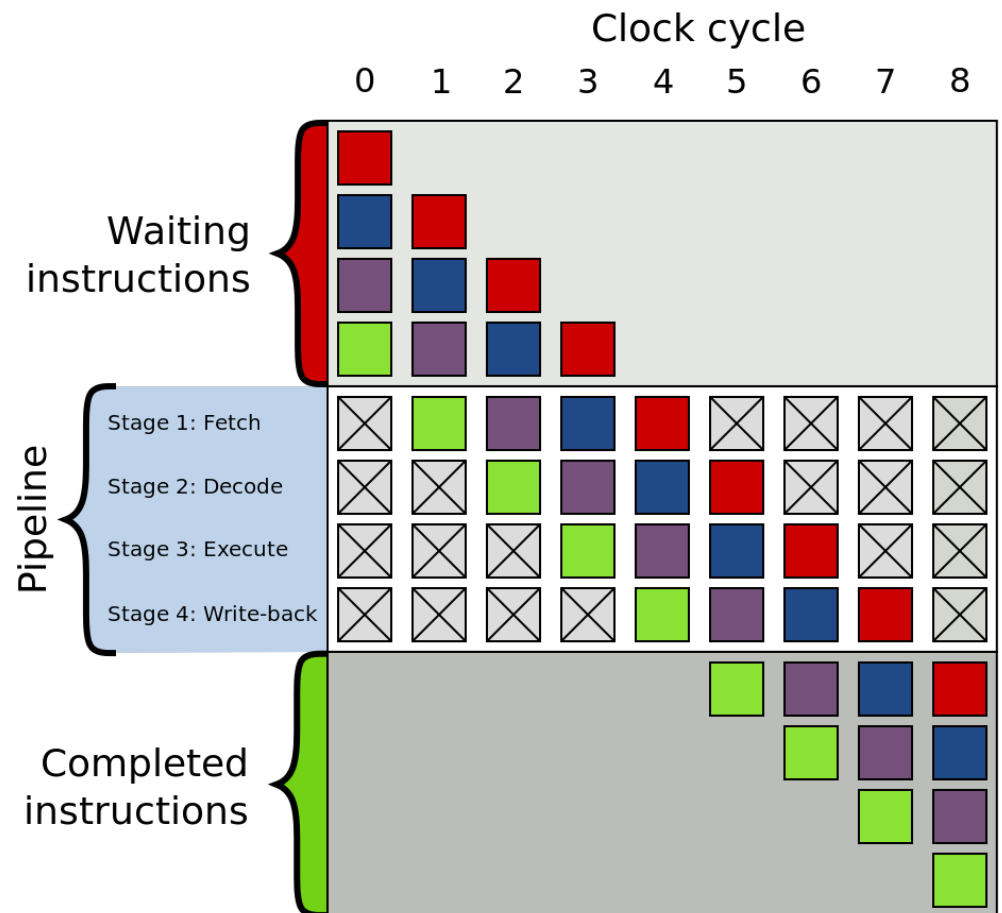 Clock cycle
0 1 2 3 4 5 6 7 8
Waiting
instructions
Pipeline
Stage 1: Fetch
Stage 2: Decode
Stage 3: Execute
Stage 4: Write-back
Completed
instructions